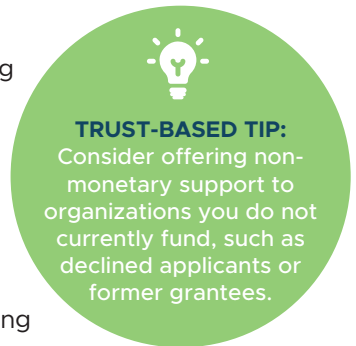 g
TRUST-BASED TIP:
Consider offering non-
monetary support to
organizations you do not
currently fund, such as
declined applicants or
former grantees.
ng